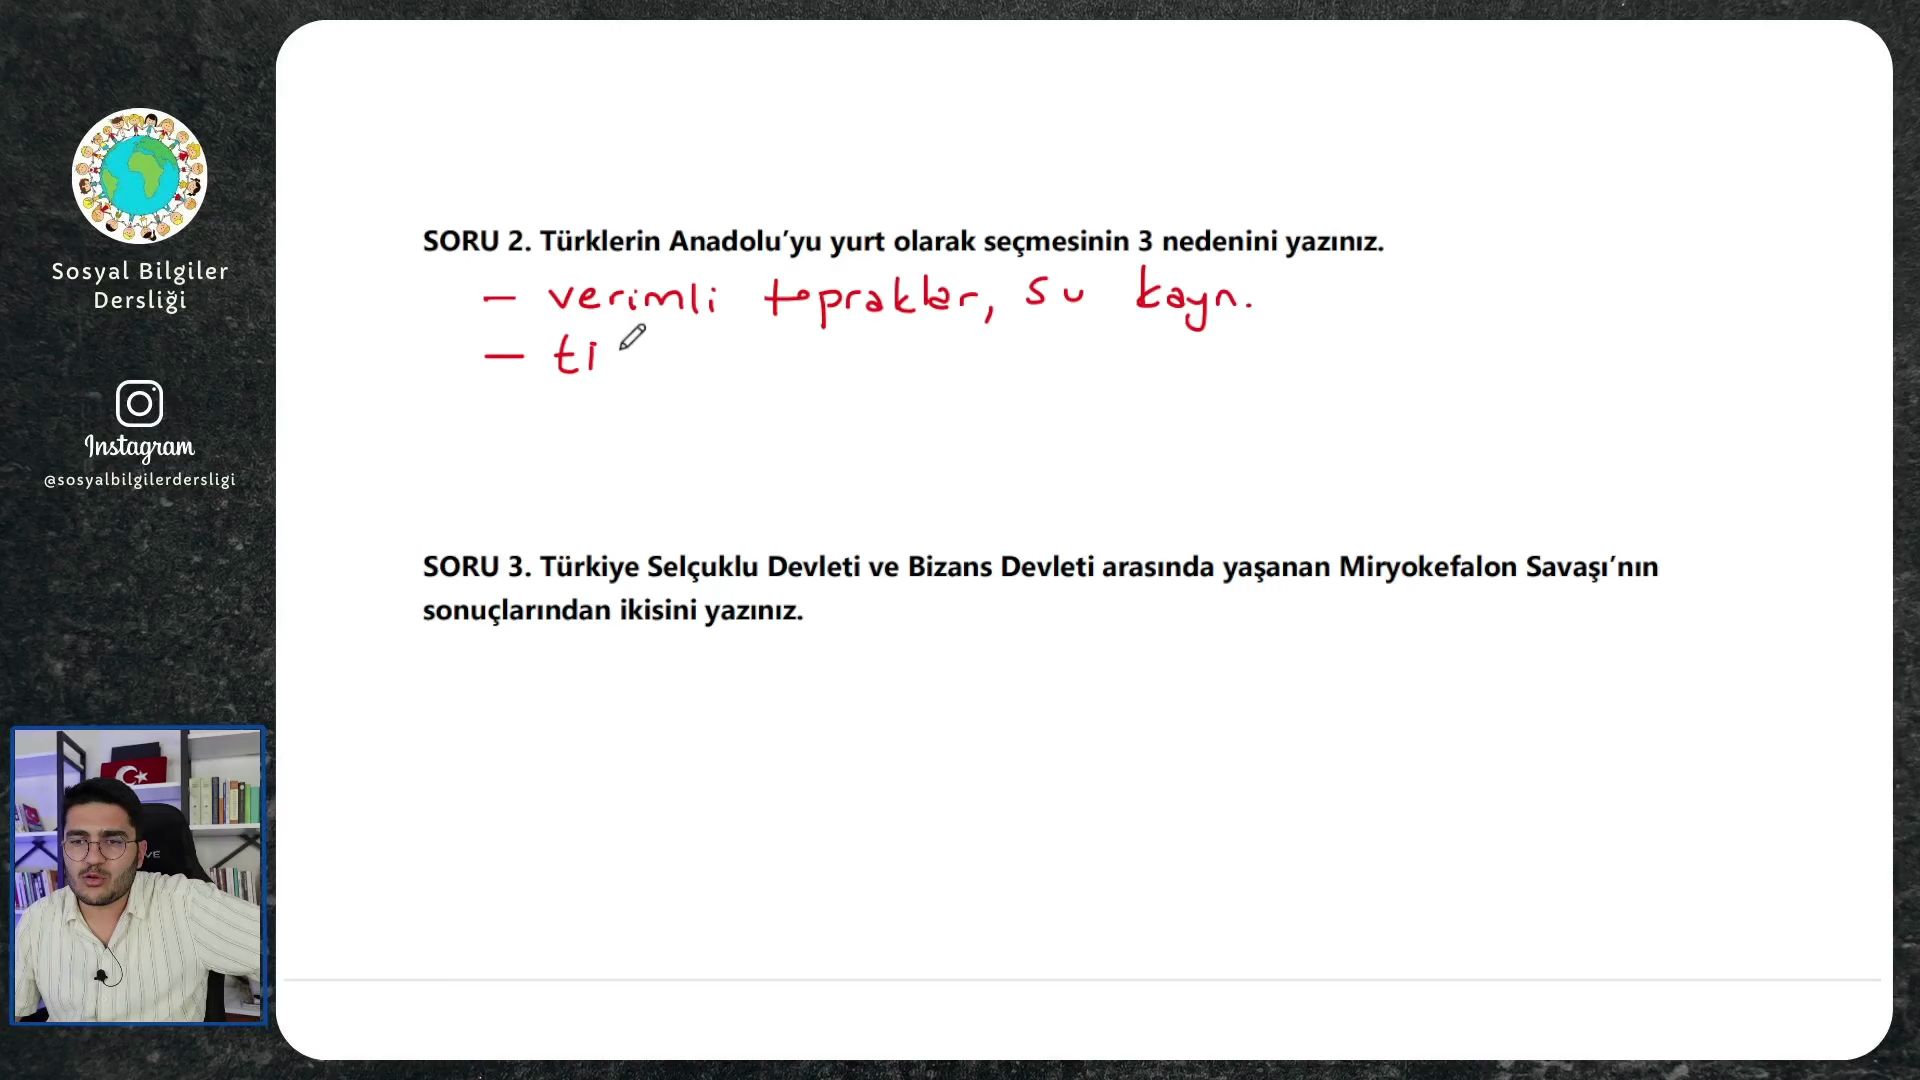 Sosyal Bilgiler
Dersliği
Instagram
@sosyalbilgilerdersligi
SORU 2. Türklerin Anadolu'yu yurt olarak seçmesinin 3 nedenini yazınız.
— verimli topraklar, su kayn.
— ti
SORU 3. Türkiye Selçuklu Devleti ve Bizans Devleti arasında yaşanan Miryokefalon Savaşı'nın
sonuçlarından ikisini yazınız.